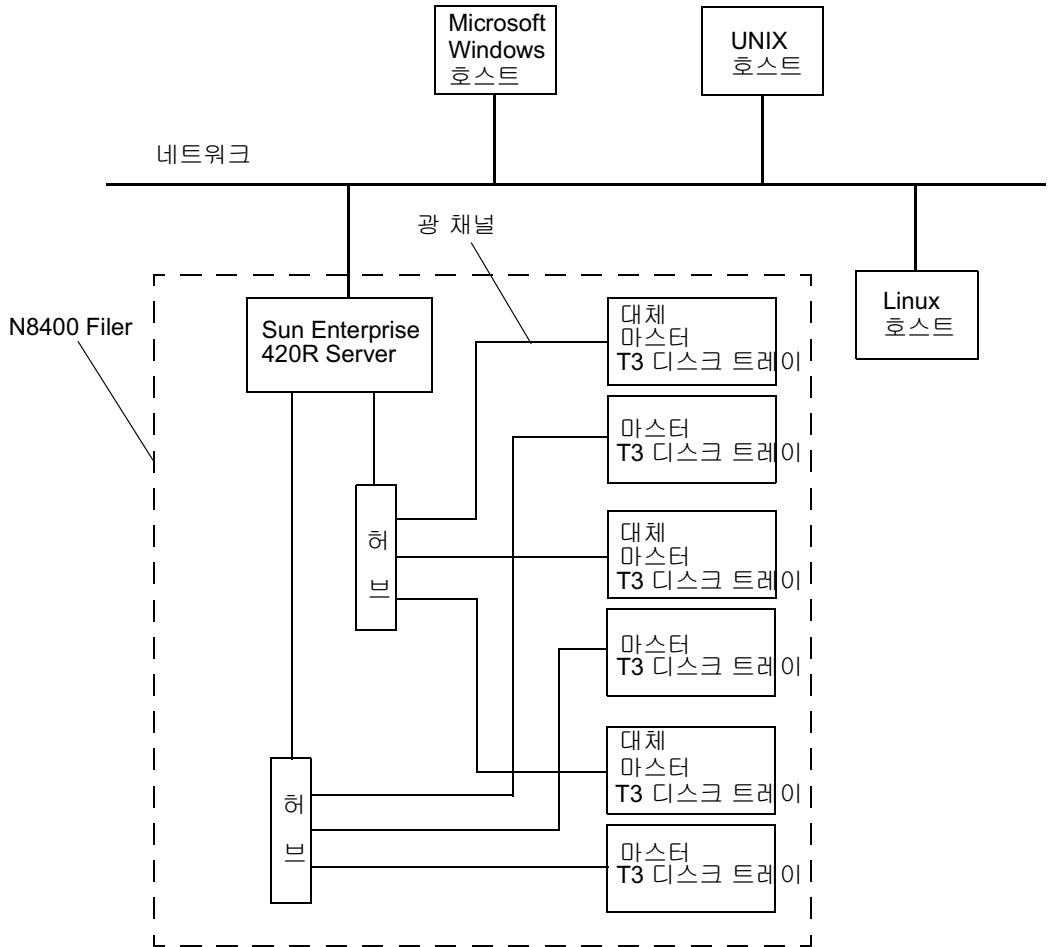 Microsoft
Windows
호스트
UNIX
호스트
네트워크
광 채널
N8400 Filer
Sun Enterprise
420R Server
대체
마스터
T3 디스크 트레이
Linux
호스트
마스터
T3 디스크 트레이
허
브
대체
마스터
T3 디스크 트레이
마스터
T3 디스크 트레이
대체
마스터
T3 디스크 트레이
허
브
마스터
T3 디스크 트레이